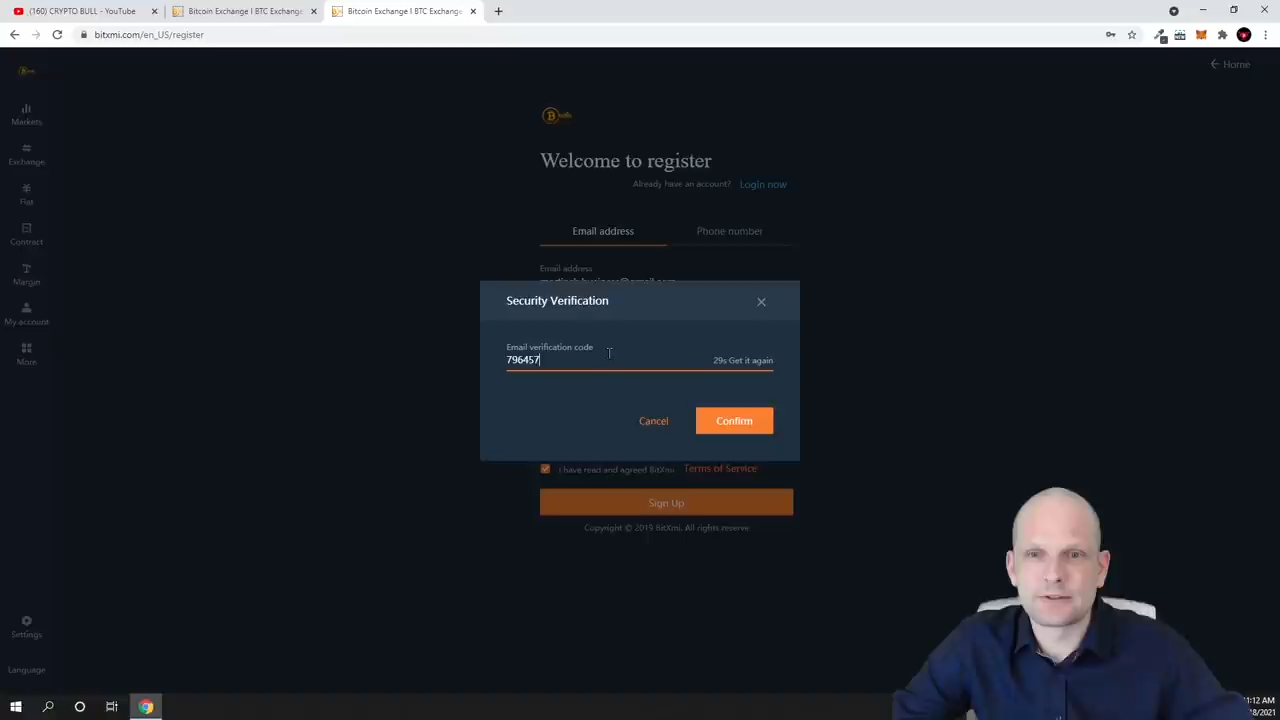 (160) CRYPTO BULL - YouTube
Bitcoin Exchange | BTC Exchange
Bitcoin Exchange | BTC Exchange
bitxmi.com/en_US/register
Home
Markets
Exchange
Fiat
Contract
Margin
My account
More
Settings
Language
Welcome to register
Already have an account? Login now
Email address Phone number
Email address
Security Verification
Email verification code
796457 29s Get it again
Cancel Confirm
I have read and agreed BitXmi Terms of Service
Sign Up
Copyright © 2019 BitXmi. All rights reserve